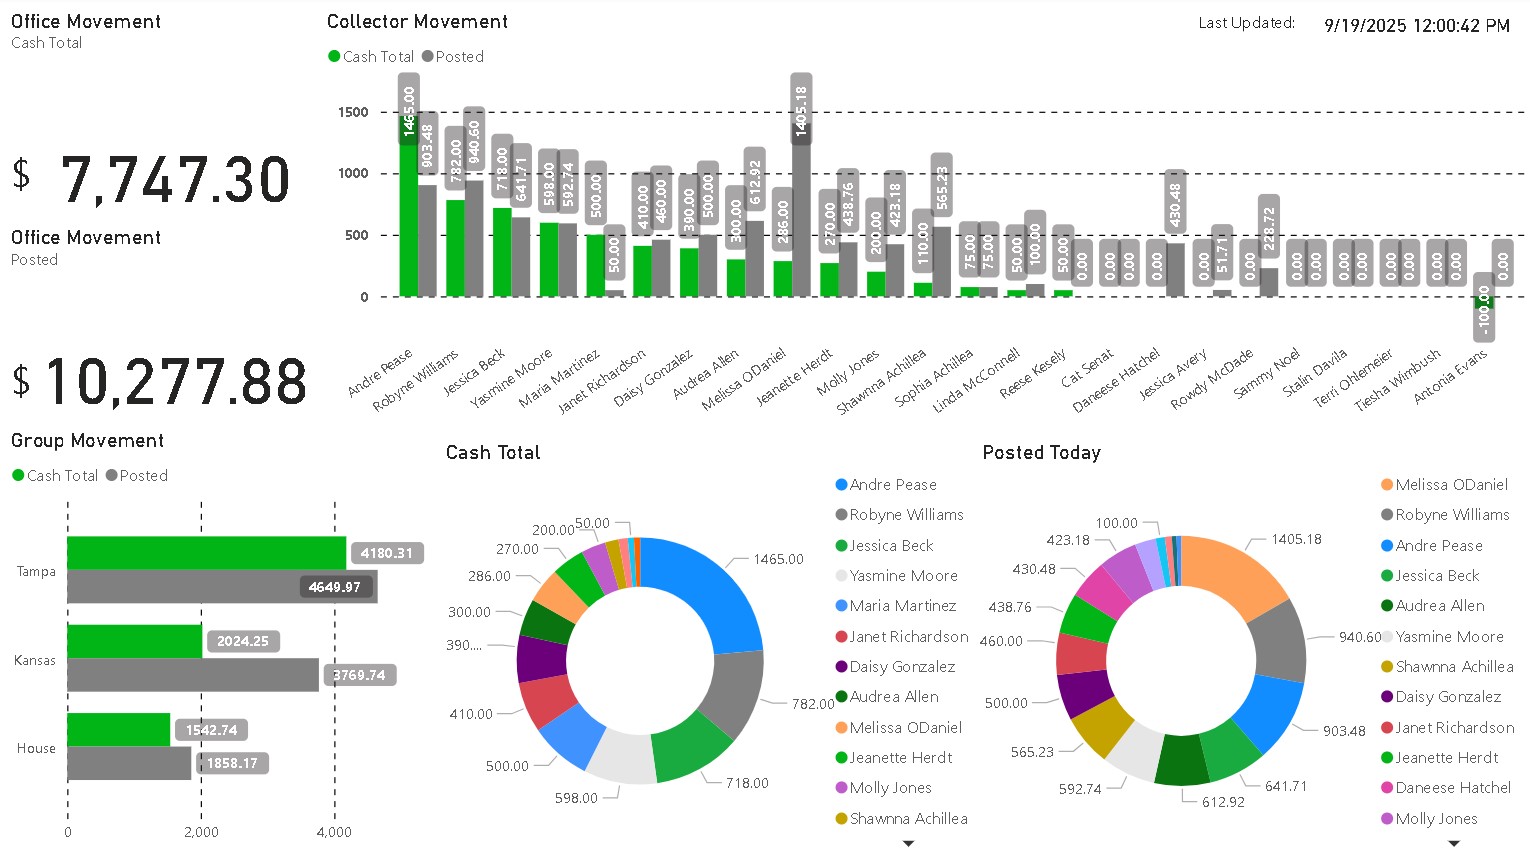 Office Movement
Cash Total
$ 7,747.30
Office Movement
Posted
$ 10,277.88
Collector Movement
Cash Total Posted
Last Updated: 9/19/2025 12:00:42 PM
1500
1000
500
0
1465.00 903.48
782.00 940.60
718.00 641.71
598.00 592.74
500.00 50.00
410.00 460.00
390.00 500.00
300.00 612.92
286.00 1405.18
270.00 438.76
200.00 423.18
110.00 565.23
75.00 75.00
50.00 100.00
50.00 0.00
0.00 0.00
0.00 430.48
0.00 51.71
0.00 228.72
0.00 0.00
0.00 0.00
0.00 0.00
0.00 0.00
-100.00 0.00
Andre Pease
Robyne Williams
Jessica Beck
Yasmine Moore
Maria Martinez
Janet Richardson
Daisy Gonzalez
Audrea Allen
Melissa ODaniel
Jeanette Herdt
Molly Jones
Shawnna Achillea
Sophia Achillea
Linda McConnell
Reese Kesely
Cat Senat
Daneese Hatchel
Jessica Avery
Rowdy McDade
Sammy Noel
Stalin Davila
Terri Ohlemeier
Tiesha Wimbush
Antonia Evans
Group Movement
Cash Total Posted
Tampa
4180.31
4649.97
Kansas
2024.25
3769.74
House
1542.74
1858.17
0 2,000 4,000
Cash Total
1465.00
782.00
718.00
598.00
500.00
410.00
390....
300.00
286.00
270.00
200.00
50.00
Andre Pease
Robyne Williams
Jessica Beck
Yasmine Moore
Maria Martinez
Janet Richardson
Daisy Gonzalez
Audrea Allen
Melissa ODaniel
Jeanette Herdt
Molly Jones
Shawnna Achillea
Posted Today
1405.18
940.60
903.48
641.71
612.92
592.74
565.23
500.00
460.00
438.76
430.48
423.18
100.00
Melissa ODaniel
Robyne Williams
Andre Pease
Jessica Beck
Audrea Allen
Yasmine Moore
Shawnna Achillea
Daisy Gonzalez
Janet Richardson
Jeanette Herdt
Daneese Hatchel
Molly Jones